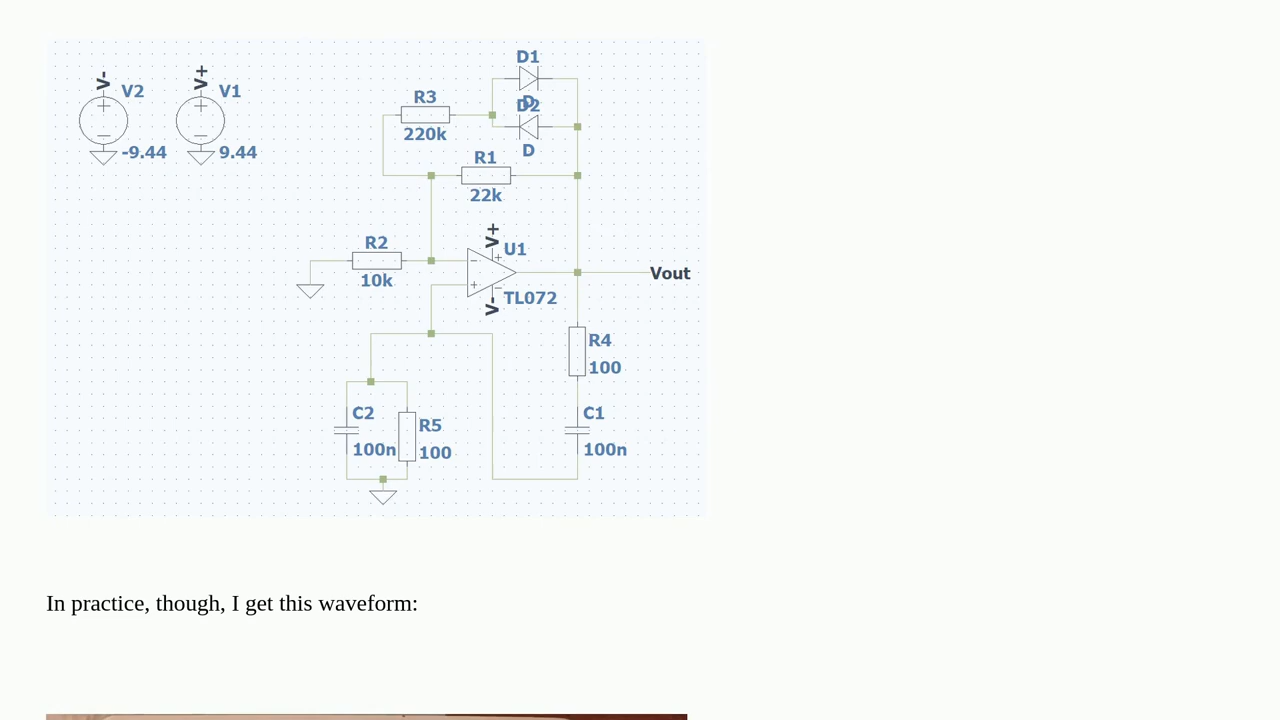 D1
V-
V2
V+
V1
R3
D
D2
220k
-9.44
9.44
D
R1
22k
R2
V+
U1
10k
Vout
V-
TL072
R4
100
C2
C1
R5
100n
100
100n
In practice, though, I get this waveform: